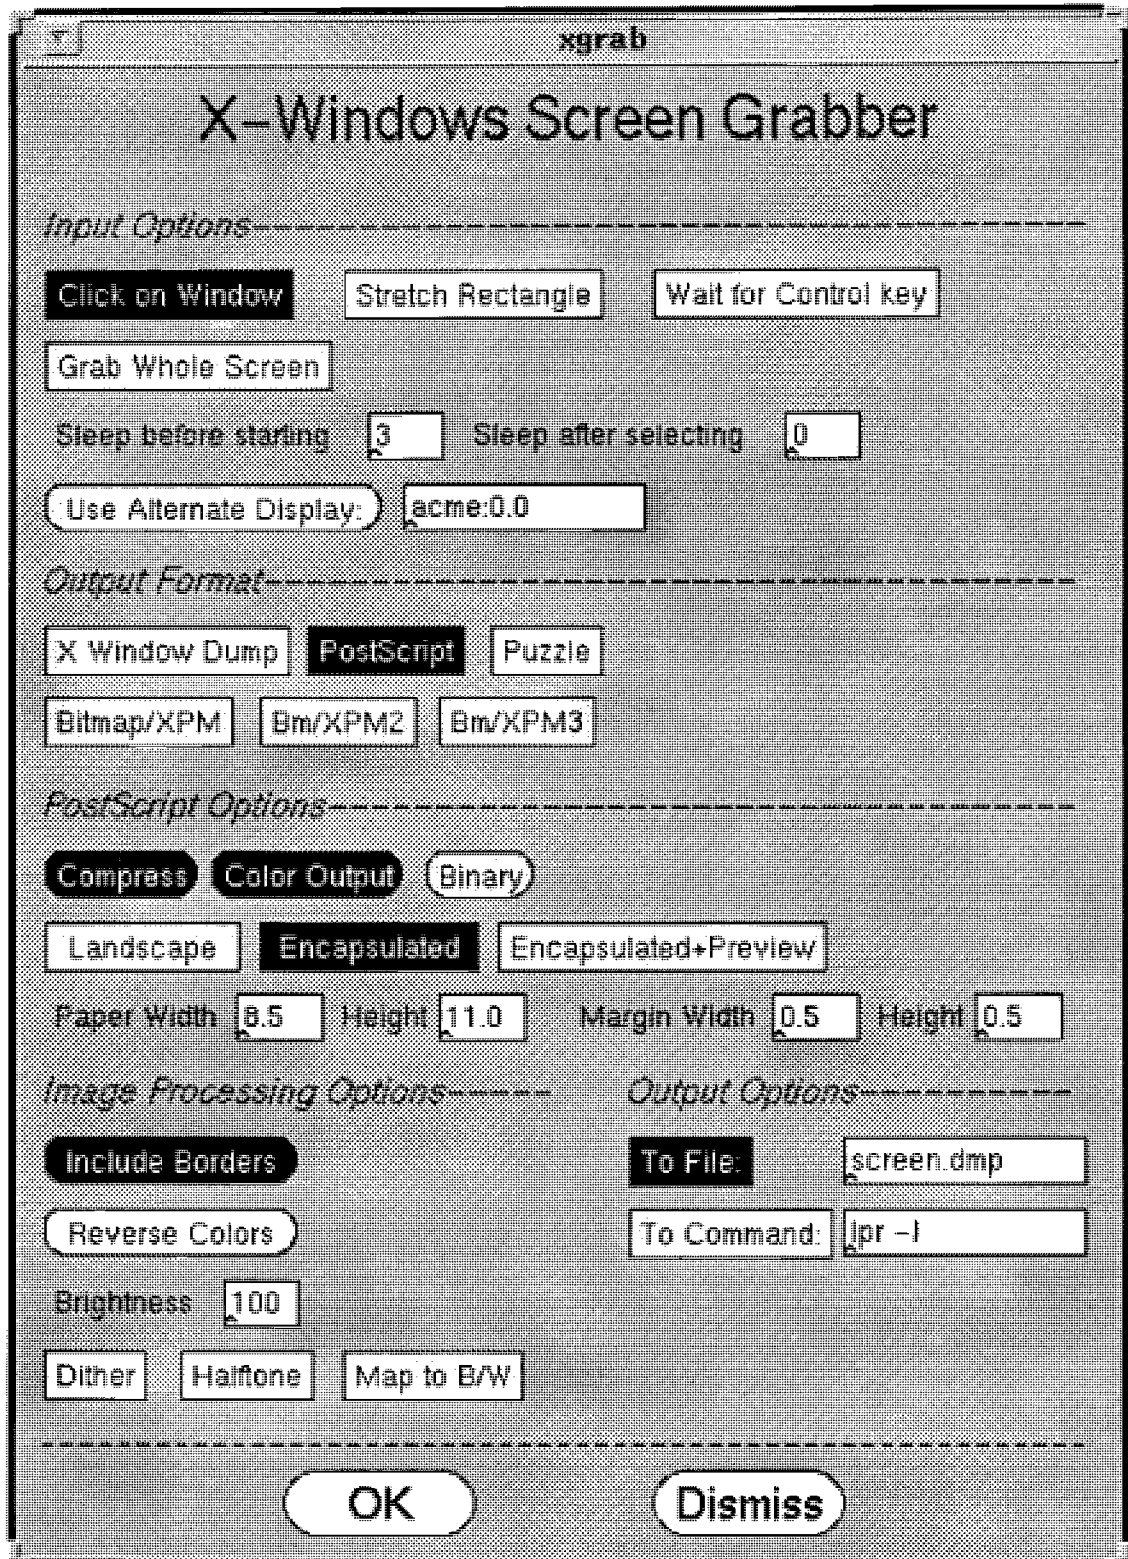 xgrab
X-Windows Screen Grabber
Input Options
Click on Window Stretch Rectangle Wait for Control key
Grab Whole Screen
Sleep before starting 3 Sleep after selecting 0
Use Alternate Display: acme:0.0
Output Format
X Window Dump PostScript Puzzle
Bitmap/XPM Bm/XPM2 Bm/XPM3
PostScript Options
Compress Color Output Binary
Landscape Encapsulated Encapsulated+Preview
Paper Width 8.5 Height 11.0 Margin Width 0.5 Height 0.5
Image Processing Options Output Options
Include Borders To File: screen.dmp
Reverse Colors To Command: lpr -l
Brightness 100
Dither Halftone Map to B/W
OK Dismiss